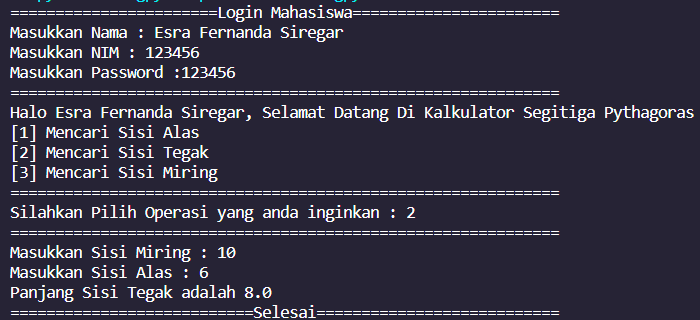 =======================Login Mahasiswa=======================
Masukkan Nama : Esra Fernanda Siregar
Masukkan NIM : 123456
Masukkan Password :123456
=============================================================
Halo Esra Fernanda Siregar, Selamat Datang Di Kalkulator Segitiga Pythagoras
[1] Mencari Sisi Alas
[2] Mencari Sisi Tegak
[3] Mencari Sisi Miring
=============================================================
Silahkan Pilih Operasi yang anda inginkan : 2
=============================================================
Masukkan Sisi Miring : 10
Masukkan Sisi Alas : 6
Panjang Sisi Tegak adalah 8.0
===========================Selesai===========================